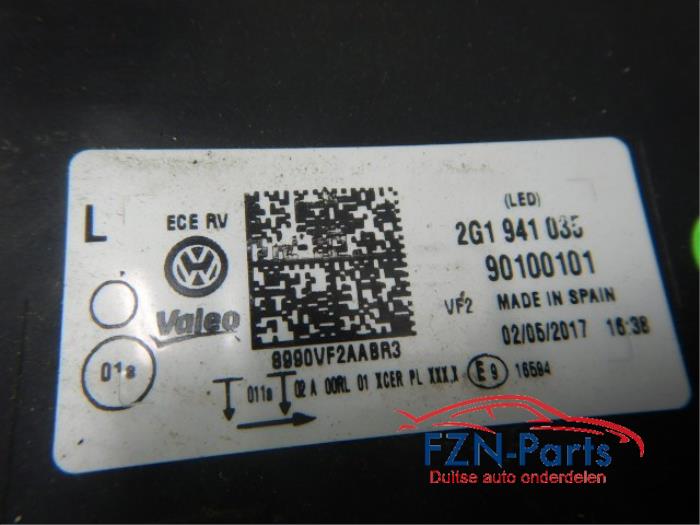 L
ECE RV
Valeo
8990VF2AABR3
(LED)
2G1 941 035
90100101
VF2 MADE IN SPAIN
02/05/2017 16:38
01a
011a 02 A 00RL 01 XCER PL XXX.X E9 16594
FZN-Parts
Duitse auto onderdelen